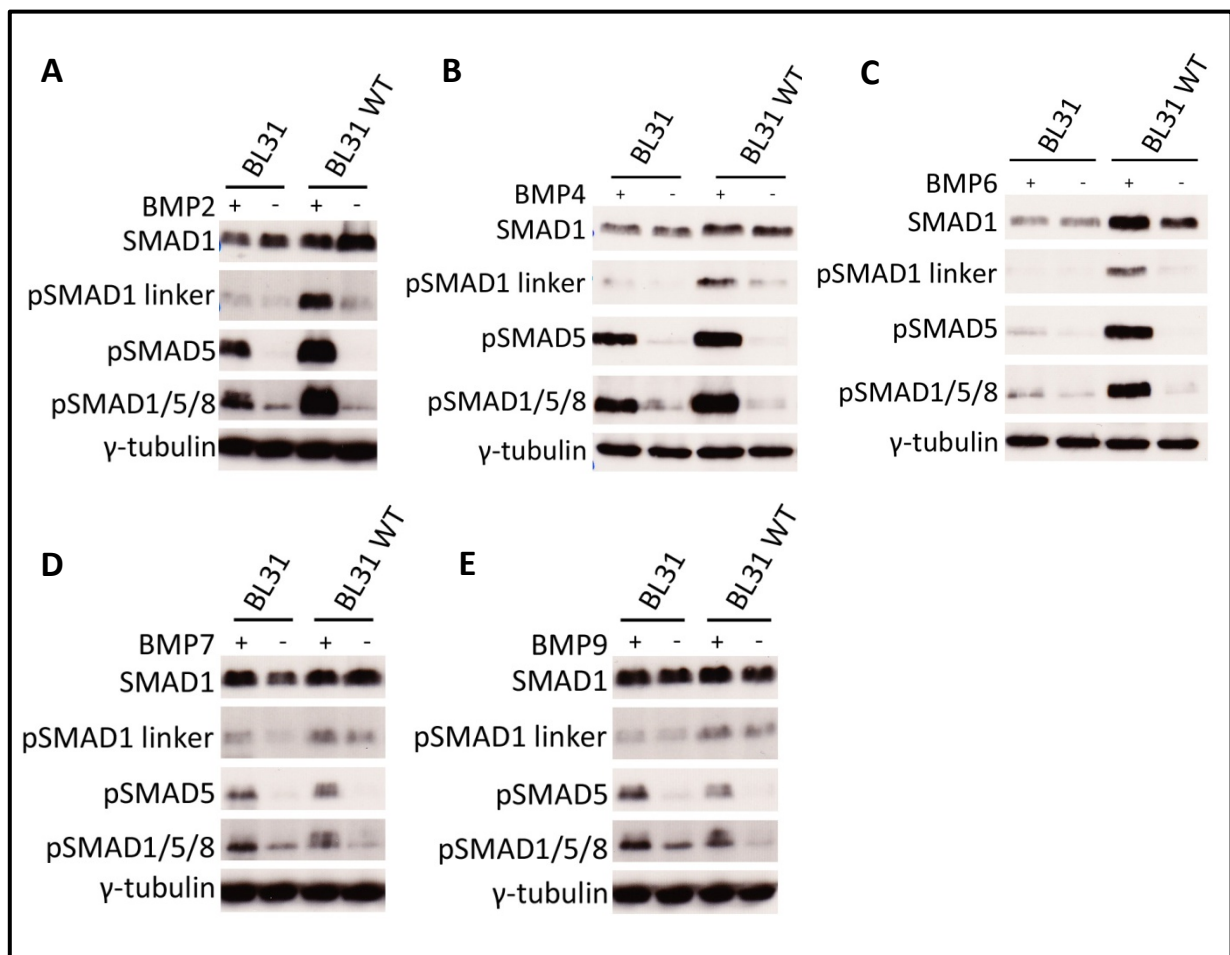 A
BL31
BL31 WT
BMP2 + - + -
SMAD1
pSMAD1 linker
pSMAD5
pSMAD1/5/8
γ-tubulin
B
BL31
BL31 WT
BMP4 + - + -
SMAD1
pSMAD1 linker
pSMAD5
pSMAD1/5/8
γ-tubulin
C
BL31
BL31 WT
BMP6 + - + -
SMAD1
pSMAD1 linker
pSMAD5
pSMAD1/5/8
γ-tubulin
D
BL31
BL31 WT
BMP7 + - + -
SMAD1
pSMAD1 linker
pSMAD5
pSMAD1/5/8
γ-tubulin
E
BL31
BL31 WT
BMP9 + - + -
SMAD1
pSMAD1 linker
pSMAD5
pSMAD1/5/8
γ-tubulin